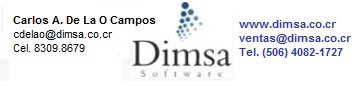 Carlos A. De La O Campos
cdelao@dimsa.co.cr
Cel. 8309.8679
Dimsa
Software
www.dimsa.co.cr
ventas@dimsa.co.cr
Tel. (506) 4082-1727